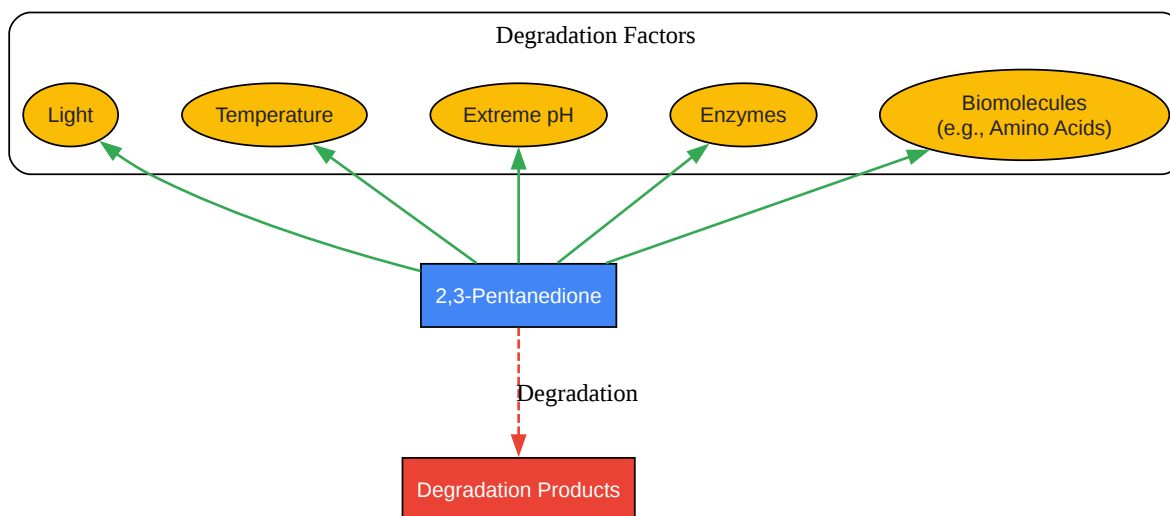 Degradation Factors
Light
Temperature
Extreme pH
Enzymes
Biomolecules
(e.g., Amino Acids)
2,3-Pentanedione
Degradation
Degradation Products